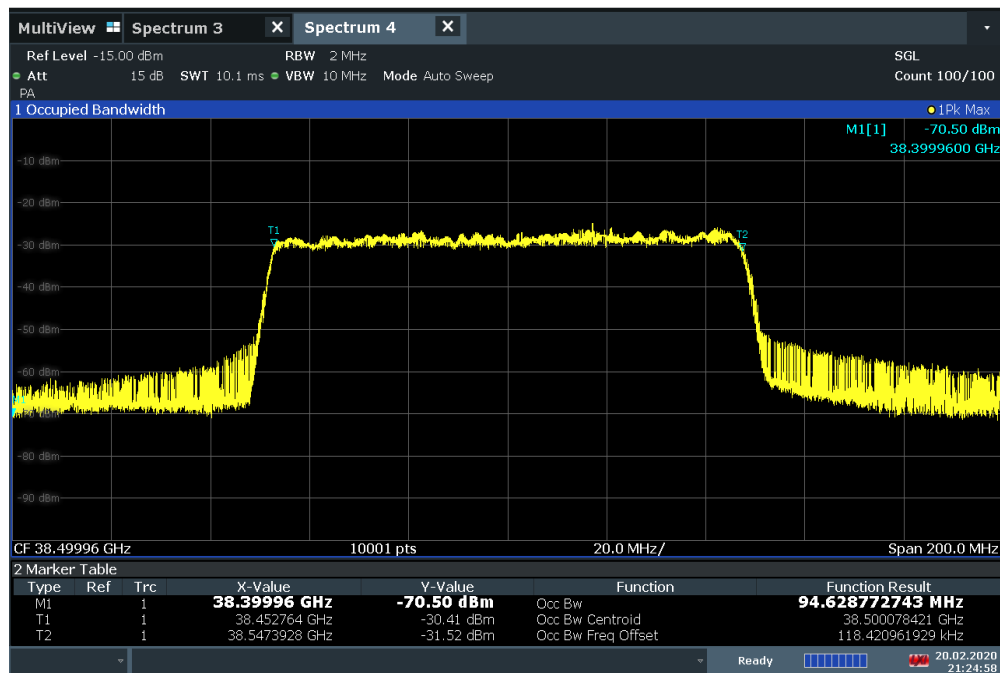 MultiView Spectrum 3 X Spectrum 4 X
Ref Level -15.00 dBm RBW 2 MHz SGL
Att 15 dB SWT 10.1 ms VBW 10 MHz Mode Auto Sweep Count 100/100
PA
1 Occupied Bandwidth 1Pk Max
M1[1] -70.50 dBm
38.3999600 GHz
-10 dBm
-20 dBm
T1
T2
-30 dBm
-40 dBm
-50 dBm
-60 dBm
-80 dBm
-90 dBm
CF 38.49996 GHz 10001 pts 20.0 MHz/ Span 200.0 MHz
2 Marker Table
Type Ref Trc X-Value Y-Value Function Function Result
M1 1 38.39996 GHz -70.50 dBm Occ Bw 94.628772743 MHz
T1 1 38.452764 GHz -30.41 dBm Occ Bw Centroid 38.500078421 GHz
T2 1 38.5473928 GHz -31.52 dBm Occ Bw Freq Offset 118.420961929 kHz
Ready 20.02.2020
21:24:58